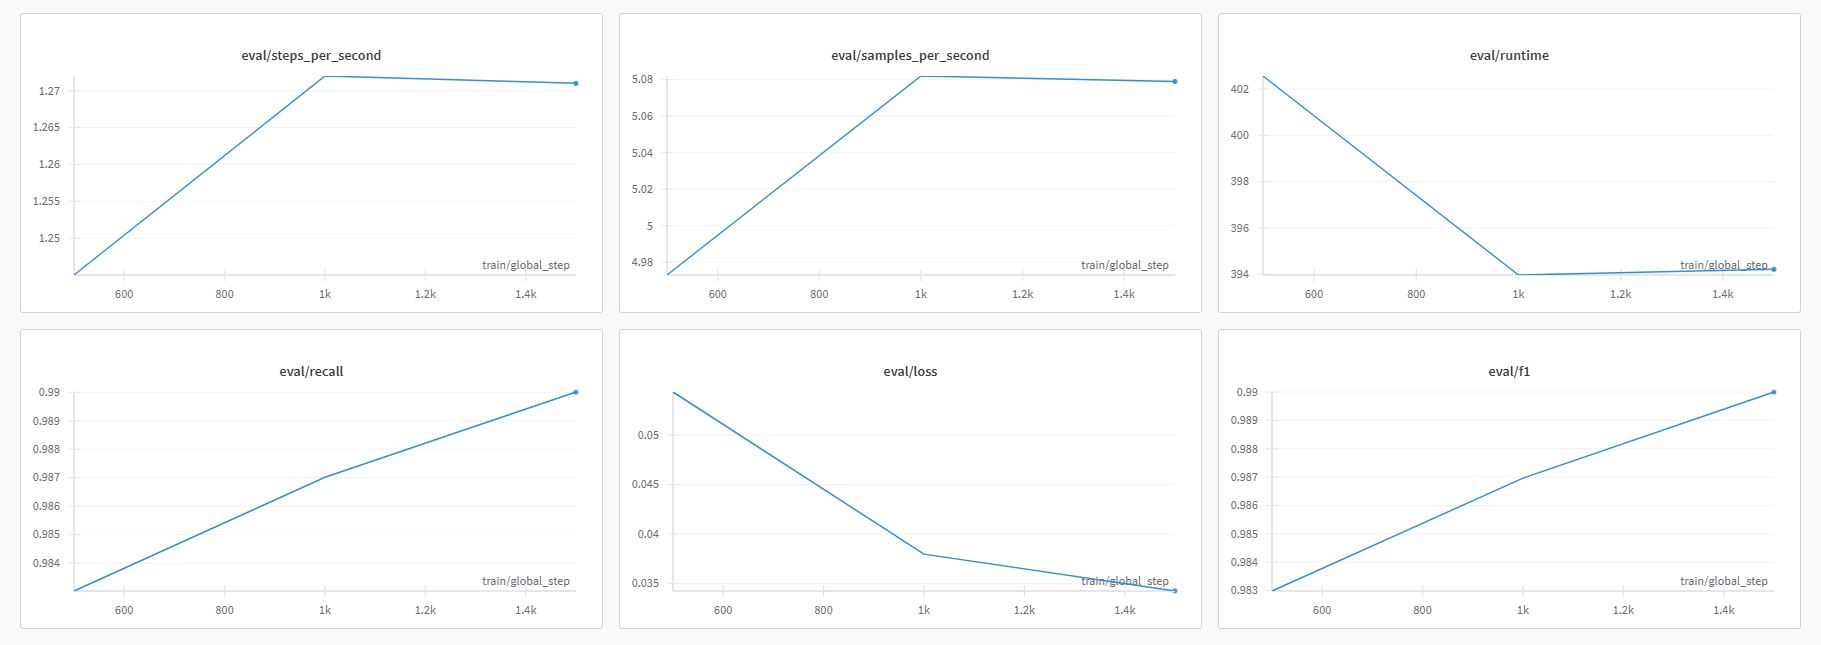 eval/steps_per_second
1.27
1.265
1.26
1.255
1.25
train/global_step
600 800 1k 1.2k 1.4k
eval/samples_per_second
5.08
5.06
5.04
5.02
5
4.98
train/global_step
600 800 1k 1.2k 1.4k
eval/runtime
402
400
398
396
394
train/global_step
600 800 1k 1.2k 1.4k
eval/recall
0.99
0.989
0.988
0.987
0.986
0.985
0.984
train/global_step
600 800 1k 1.2k 1.4k
eval/loss
0.05
0.045
0.04
0.035
train/global_step
600 800 1k 1.2k 1.4k
eval/f1
0.99
0.989
0.988
0.987
0.986
0.985
0.984
0.983
train/global_step
600 800 1k 1.2k 1.4k